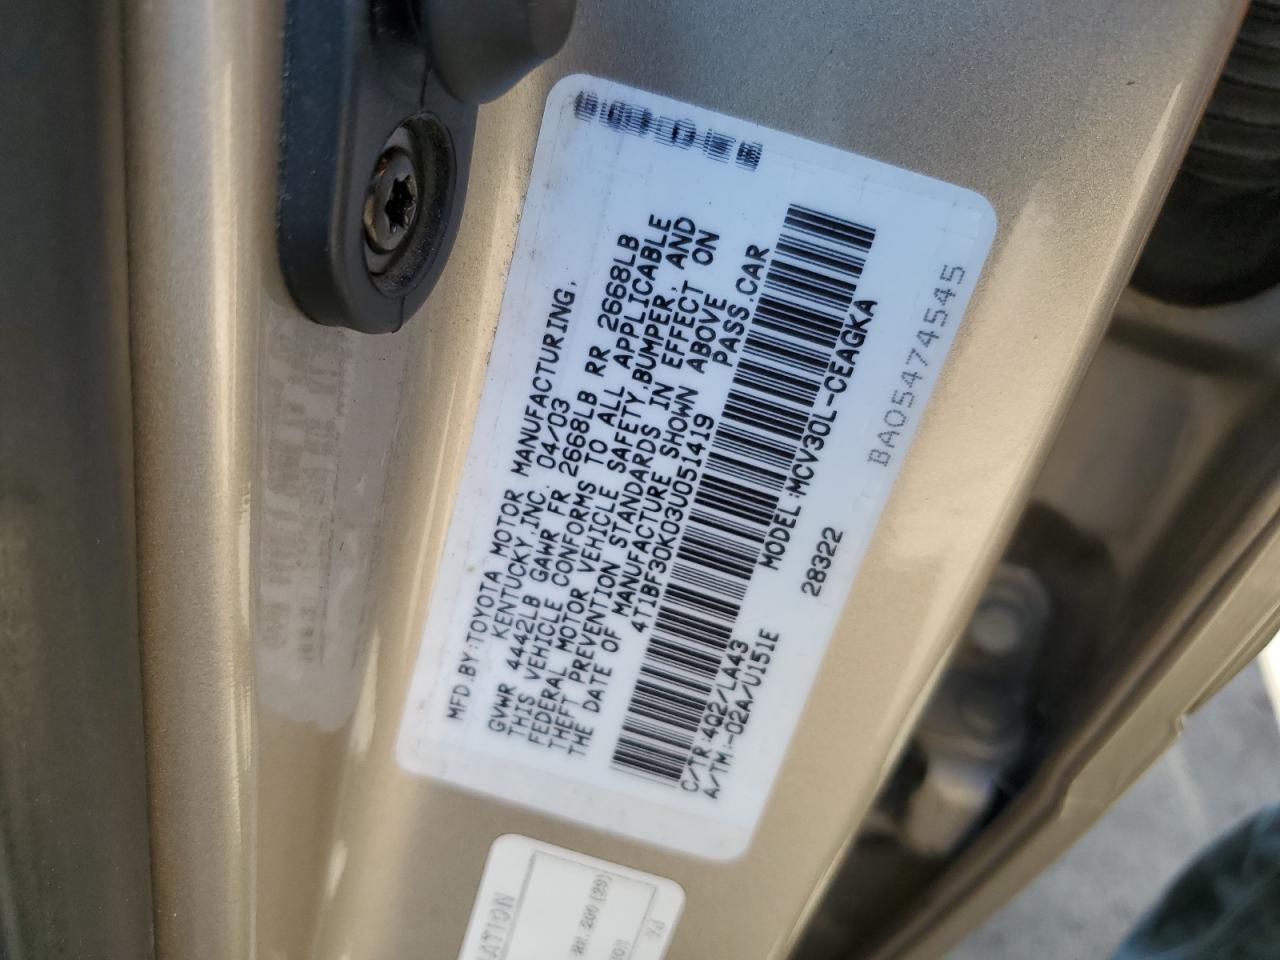 MFD.BY:TOYOTA MOTOR MANUFACTURING,
KENTUCKY,INC. 04/03
GVWR 4442LB GAWR FR 2668LB RR 2668LB
THIS VEHICLE CONFORMS TO ALL APPLICABLE
FEDERAL MOTOR VEHICLE SAFETY,BUMPER, AND
THEFT PREVENTION STANDARDS IN EFFECT ON
THE DATE OF MANUFACTURE SHOWN ABOVE
4T1BF30K03U051419 PASS.CAR
C/TR:4Q2/LA43 MODEL:MCV30L-CEAGKA
A/TM:-02A/U151E
28322
BA05474545
200 (29)